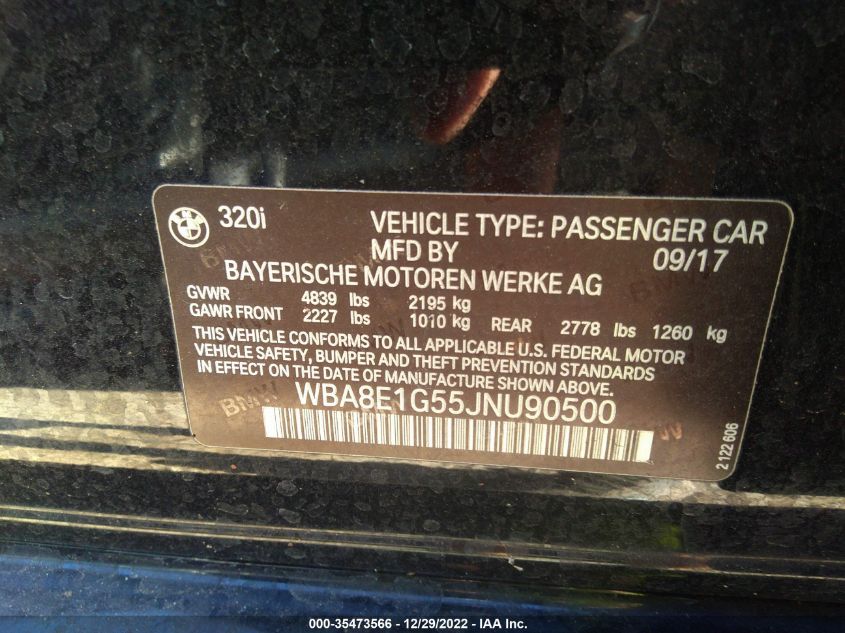 320i
VEHICLE TYPE: PASSENGER CAR
MFD BY 09/17
BAYERISCHE MOTOREN WERKE AG
GVWR 4839 lbs 2195 kg
GAWR FRONT 2227 lbs 1010 kg REAR 2778 lbs 1260 kg
THIS VEHICLE CONFORMS TO ALL APPLICABLE U.S. FEDERAL MOTOR
VEHICLE SAFETY, BUMPER AND THEFT PREVENTION STANDARDS
IN EFFECT ON THE DATE OF MANUFACTURE SHOWN ABOVE.
WBA8E1G55JNU90500
BMW
2 122 606
000-35473566 • 12/29/2022 - IAA Inc.